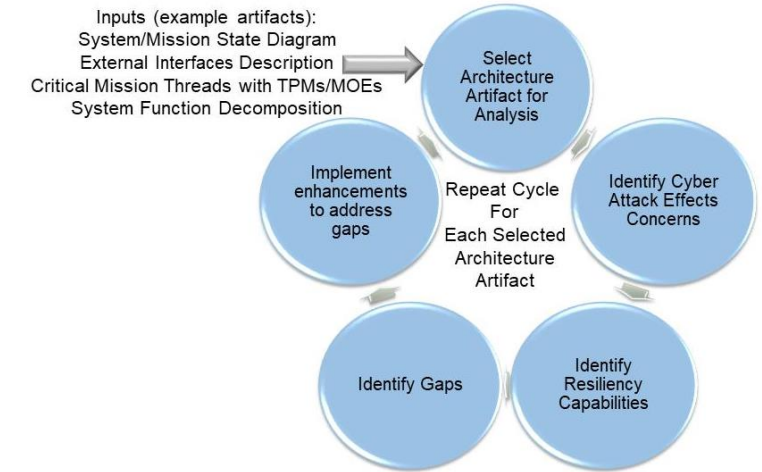 Inputs (example artifacts):
System/Mission State Diagram
External Interfaces Description
Critical Mission Threads with TPMs/MOEs
System Function Decomposition
Select
Architecture
Artifact for
Analysis
Identify Cyber
Attack Effects
Concerns
Identify
Resiliency
Capabilities
Identify Gaps
Implement
enhancements
to address
gaps
Repeat Cycle
For
Each Selected
Architecture
Artifact